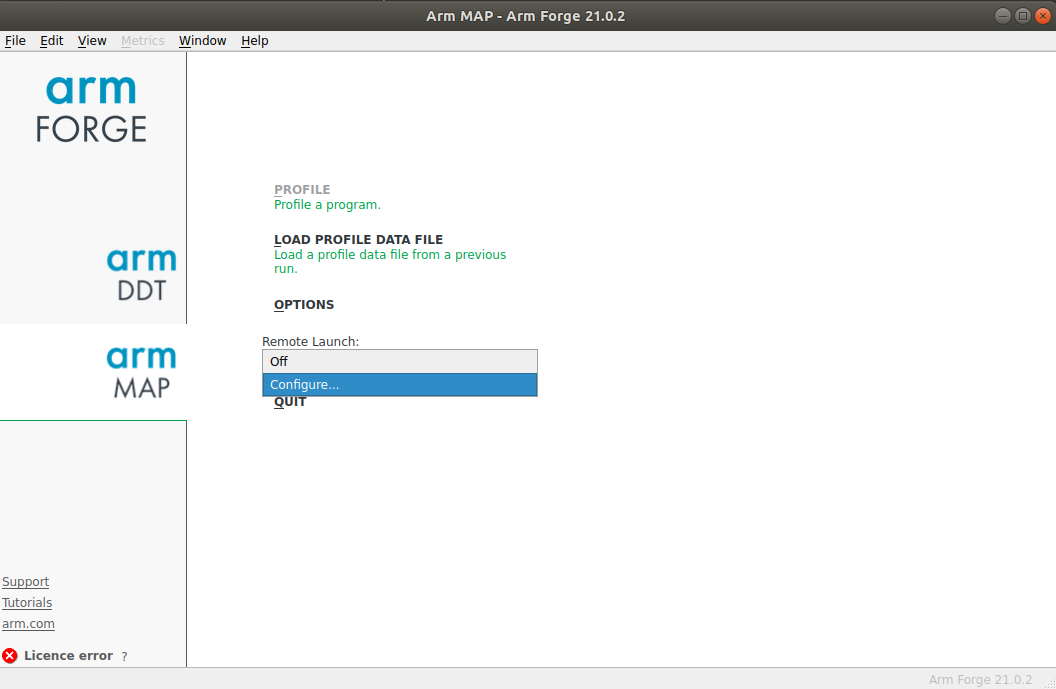 Arm MAP - Arm Forge 21.0.2
File Edit View Metrics Window Help
arm
FORGE
PROFILE
Profile a program.
LOAD PROFILE DATA FILE
Load a profile data file from a previous
run.
arm
DDT
OPTIONS
Remote Launch:
Off
arm
MAP
Configure...
QUIT
Support
Tutorials
arm.com
Licence error ?
Arm Forge 21.0.2